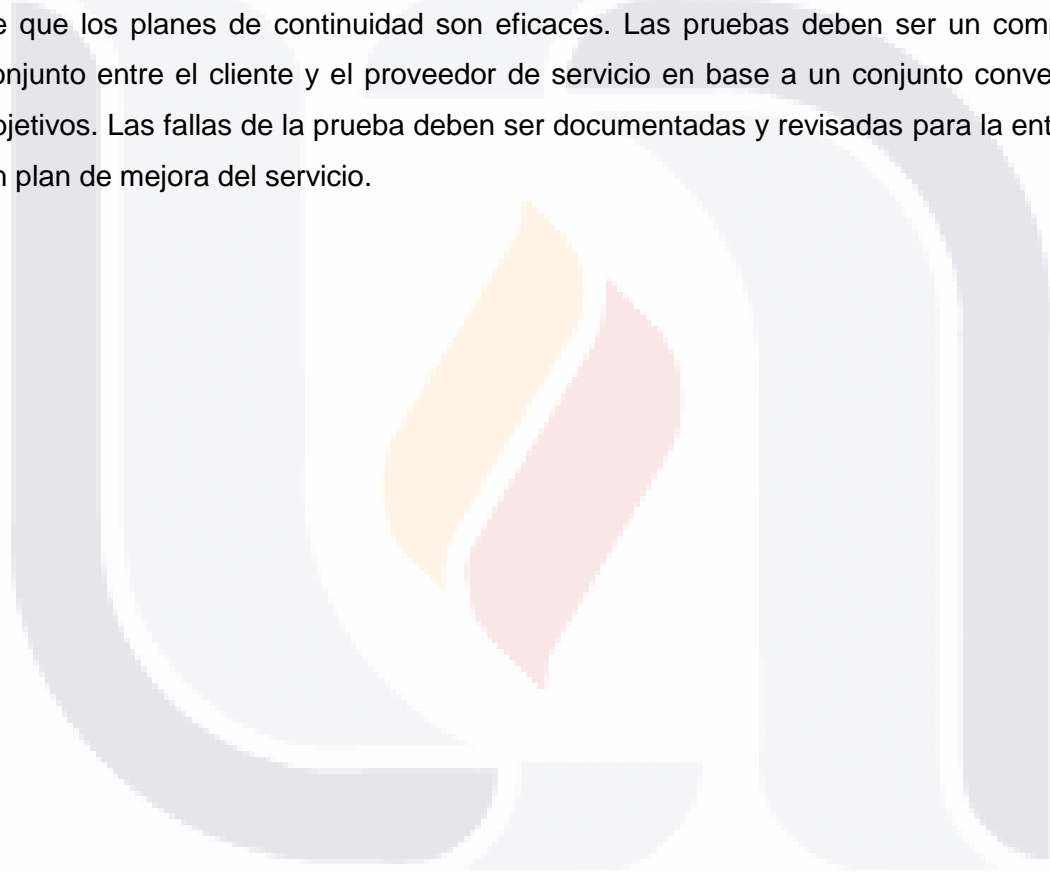 e que los planes de continuidad son eficaces. Las pruebas deben ser un comp
onjunto entre el cliente y el proveedor de servicio en base a un conjunto conve
ojetivos. Las fallas de la prueba deben ser documentadas y revisadas para la ent
n plan de mejora del servicio.